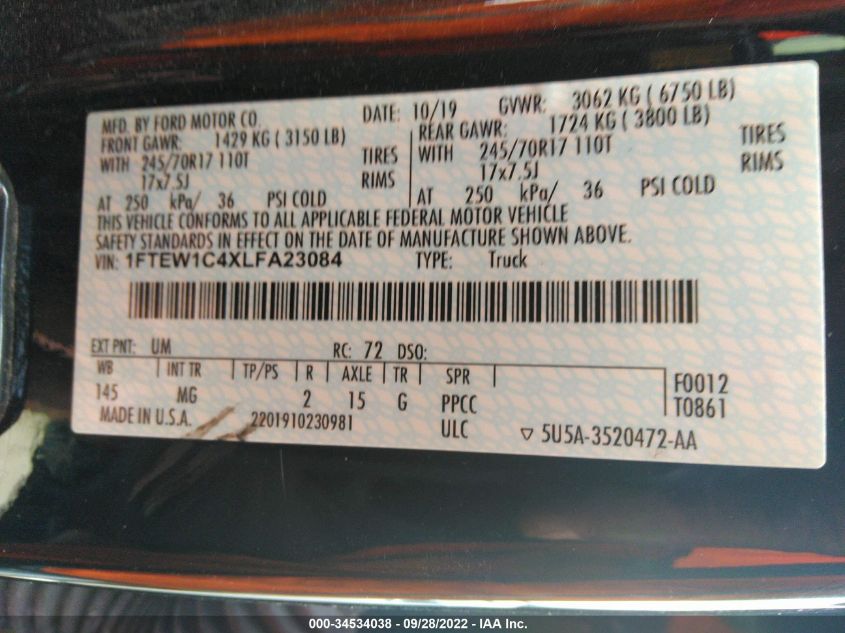 MFD. BY FORD MOTOR CO. DATE: 10/19 GVWR: 3062 KG ( 6750 LB)
FRONT GAWR: 1429 KG ( 3150 LB) REAR GAWR: 1724 KG ( 3800 LB)
WITH 245/70R17 110T TIRES WITH 245/70R17 110T TIRES
17x7.5J RIMS 17x7.5J RIMS
AT 250 kPa/ 36 PSI COLD AT 250 kPa/ 36 PSI COLD
THIS VEHICLE CONFORMS TO ALL APPLICABLE FEDERAL MOTOR VEHICLE
SAFETY STANDARDS IN EFFECT ON THE DATE OF MANUFACTURE SHOWN ABOVE.
VIN: 1FTEW1C4XLFA23084 TYPE: Truck
EXT PNT: UM RC: 72 DSO:
WB INT TR TP/PS R AXLE TR SPR F0012
145 MG 2 15 G PPCC T0861
MADE IN U.S.A. 2201910230981 ULC ▽ 5U5A-3520472-AA
000-34534038 - 09/28/2022 - IAA Inc.